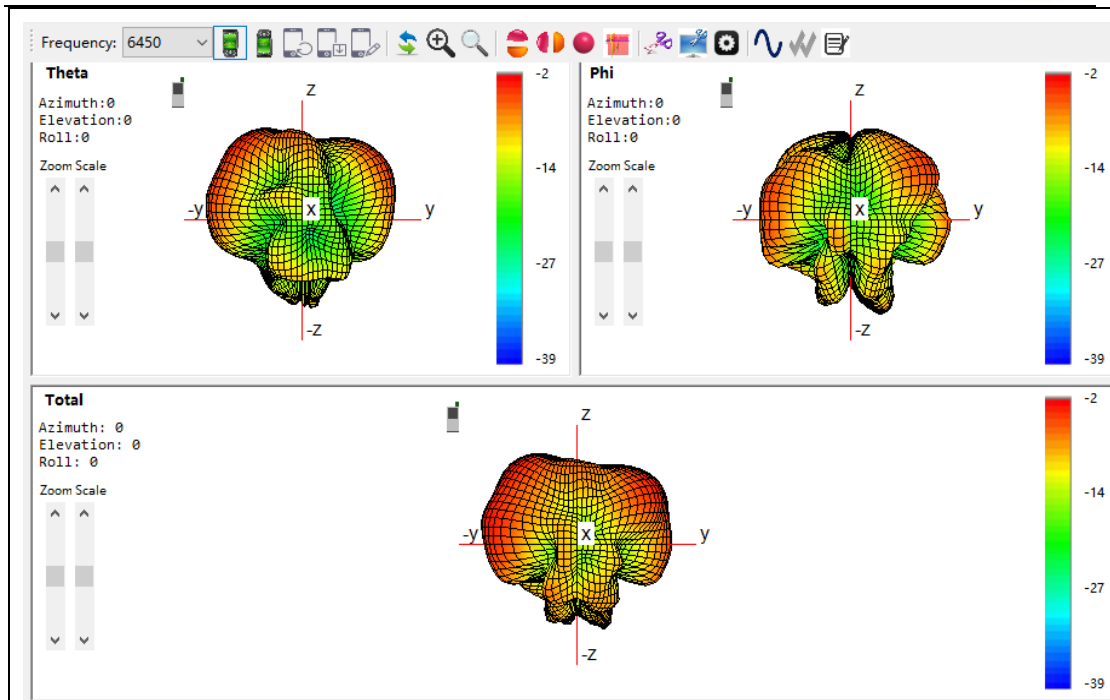 Frequency: 6450
Theta
Azimuth:0
Elevation:0
Roll:0
Zoom Scale
z
-y
x
y
-z
-2
-14
-27
-39
Phi
Azimuth:0
Elevation:0
Roll:0
Zoom Scale
z
-y
x
y
-z
-2
-14
-27
-39
Total
Azimuth: 0
Elevation: 0
Roll: 0
Zoom Scale
z
-y
x
y
-z
-2
-14
-27
-39